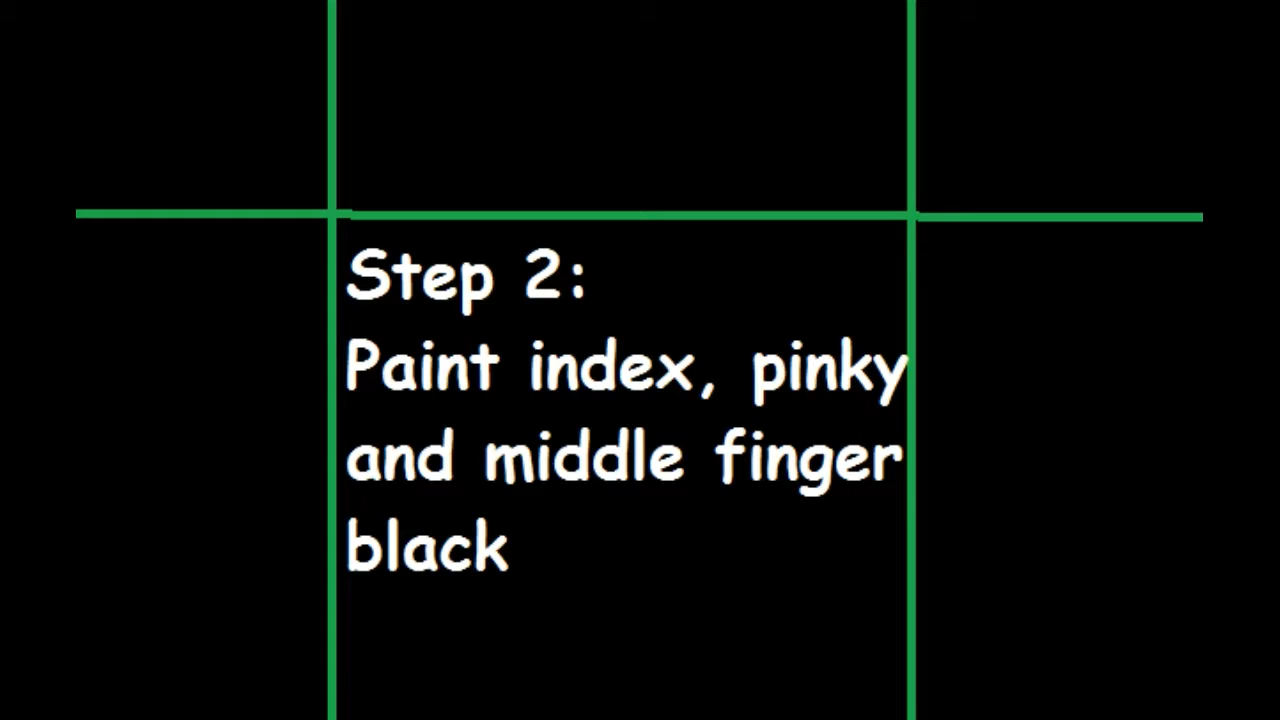 Step 2:
Paint index, pinky
and middle finger
black